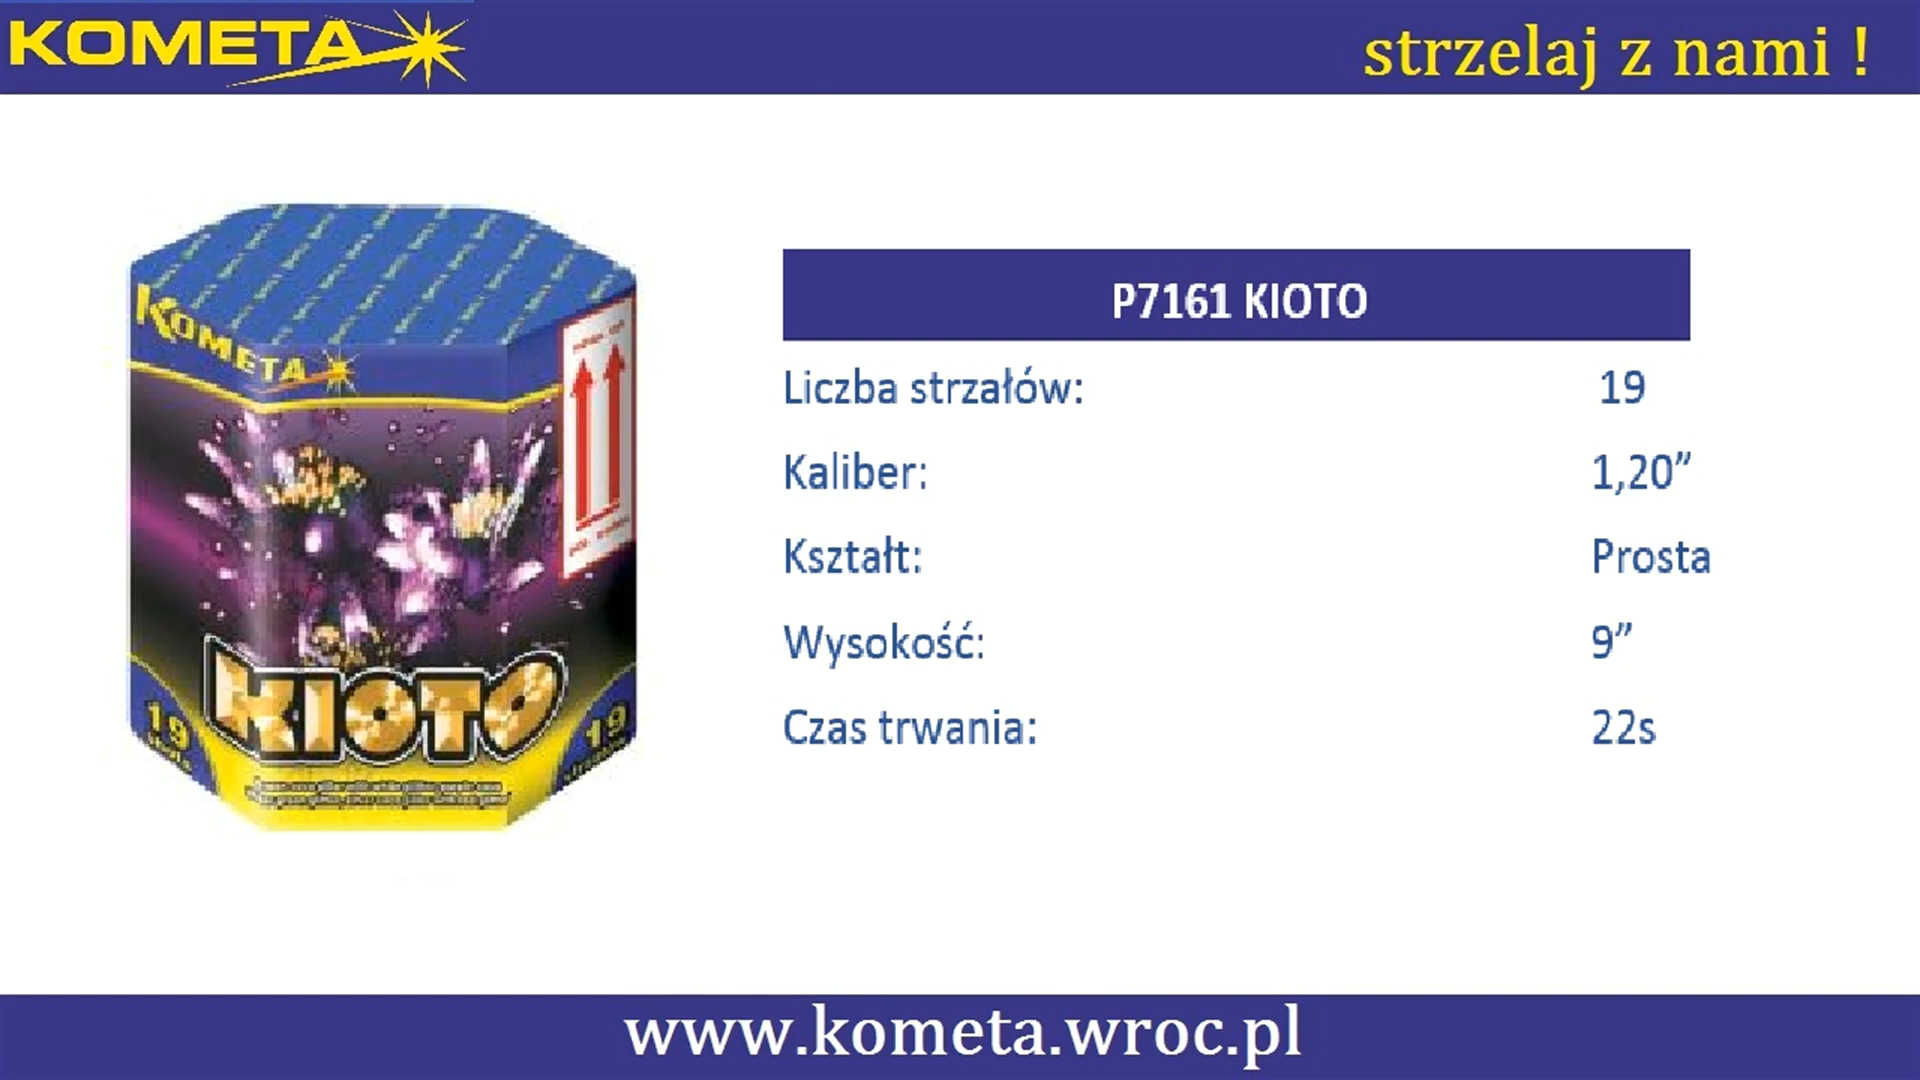 KOMETA
strzelaj z nami !
P7161 KIOTO
Liczba strzałów: 19
Kaliber: 1,20”
Kształt: Prosta
Wysokość: 9”
Czas trwania: 22s
KOMETA
KIOTO
19
19
www.kometa.wroc.pl